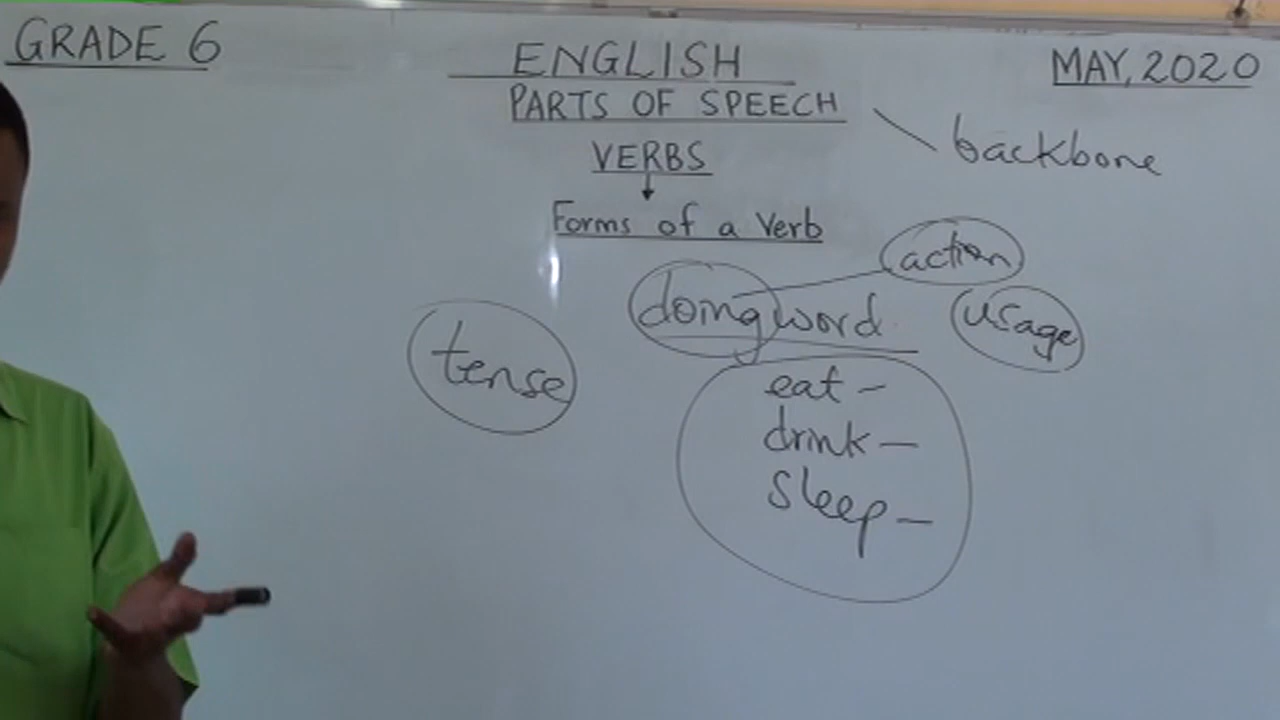 GRADE 6
ENGLISH
MAY, 2020
PARTS OF SPEECH
backbone
VERBS
Forms of a Verb
action
doing word
usage
tense
eat -
drink -
sleep -